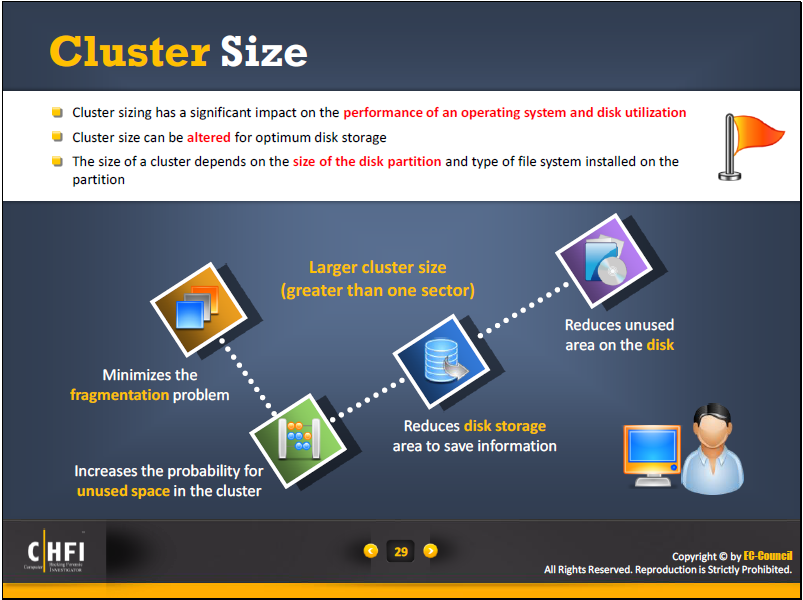 Cluster Size
Cluster sizing has a significant impact on the performance of an operating system and disk utilization
Cluster size can be altered for optimum disk storage
The size of a cluster depends on the size of the disk partition and type of file system installed on the
partition
Larger cluster size
(greater than one sector)
Reduces unused
area on the disk
Minimizes the
fragmentation problem
Reduces disk storage
area to save information
Increases the probability for
unused space in the cluster
CHFI
Computer Hacking Forensic
INVESTIGATOR
29
Copyright © by EC-Council
All Rights Reserved. Reproduction is Strictly Prohibited.